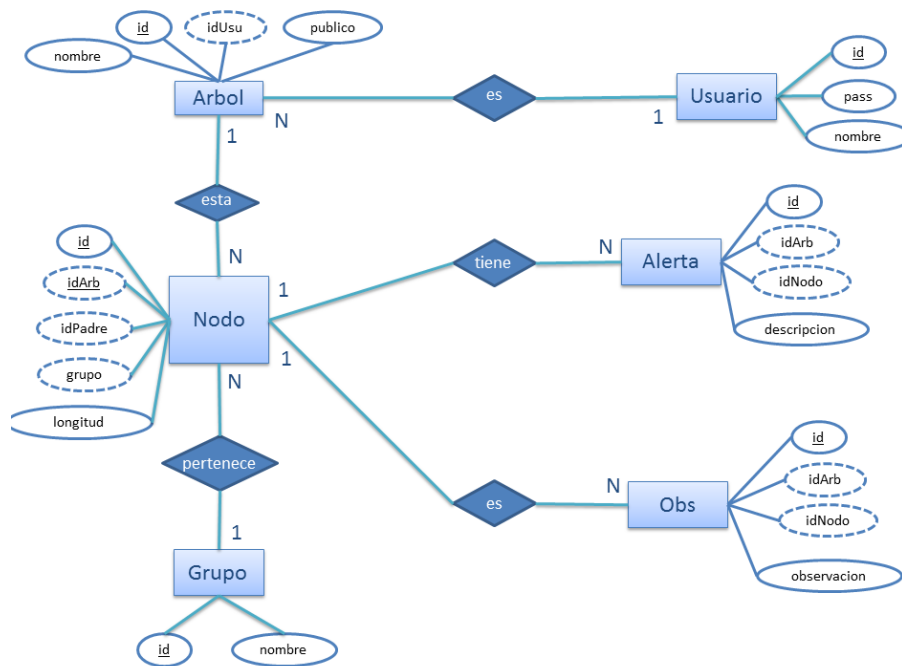 id
idUsu
publico
nombre
Arbol
es
Usuario
N
1
1
id
pass
nombre
esta
N
id
idArb
idPadre
grupo
longitud
Nodo
1
1
N
tiene
N
Alerta
id
idArb
idNodo
descripcion
pertenece
1
es
N
Obs
id
idArb
idNodo
observacion
Grupo
id
nombre